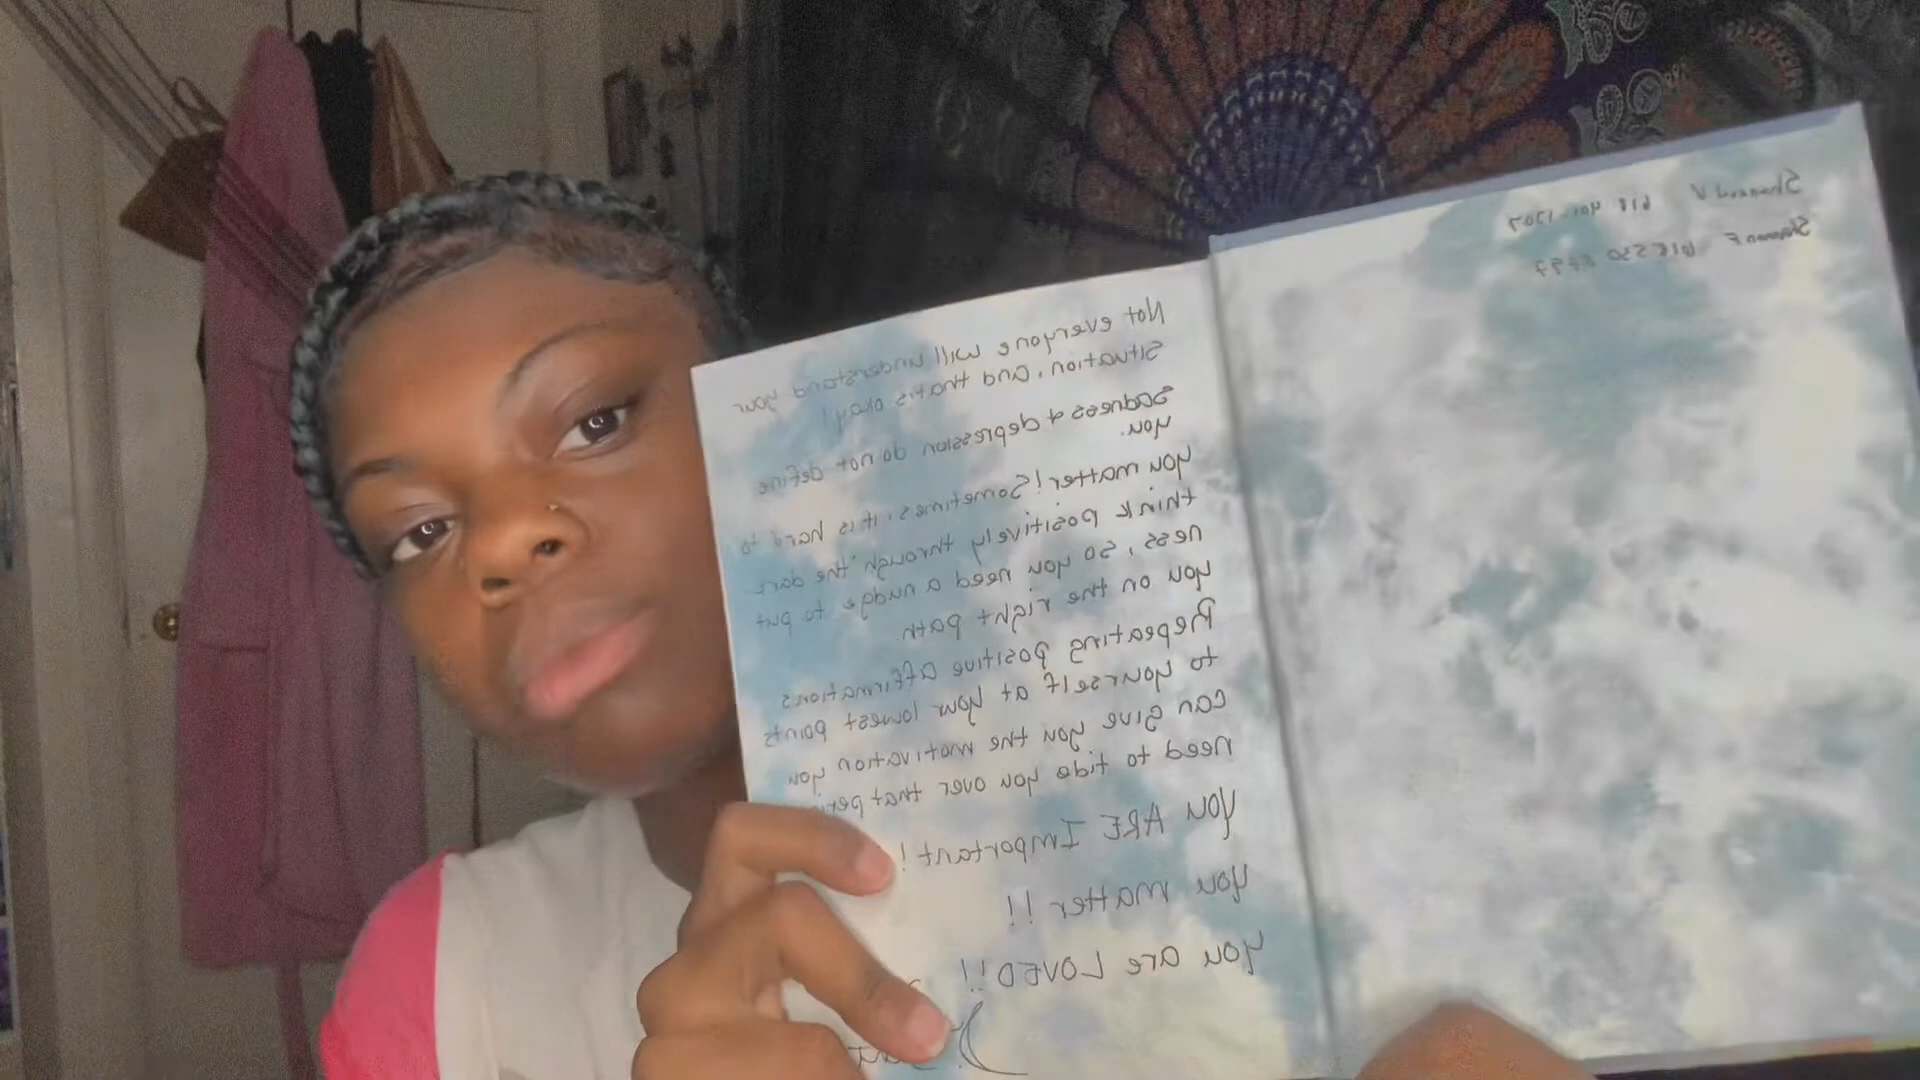 Not everyone will understand your
situation, and that is okay!
Sadness & depression do not define
you.
You matter! Sometimes, it is hard to
think positively through "the dark
ness, so you need a nudge to put
you on the right path
Repeating positive affirmations
to yourself at your lowest points
can give you the motivation you
need to tide you over that
You ARE Important!
You matter!!
You are LOVED!!